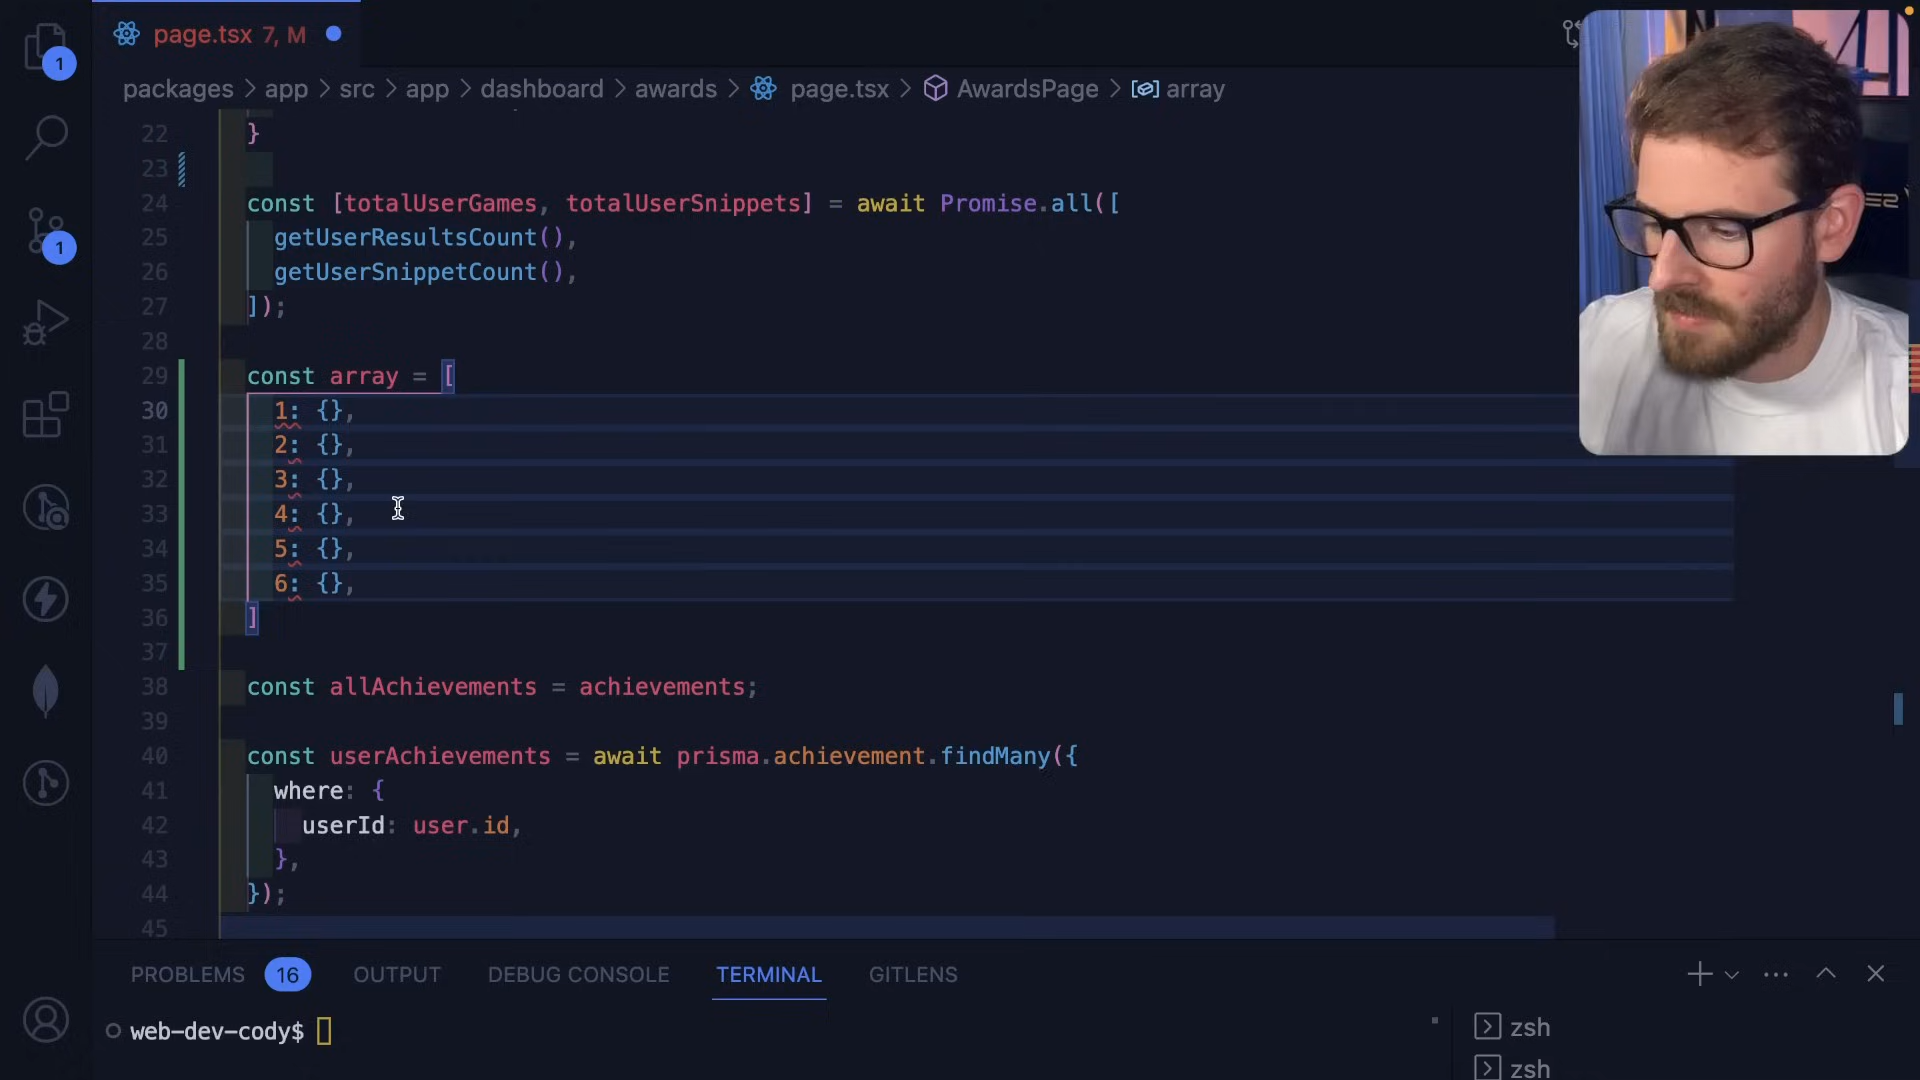 page.tsx 7, M
1
packages > app > src > app > dashboard > awards > page.tsx > AwardsPage > array
22 }
23
24 const [totalUserGames, totalUserSnippets] = await Promise.all([
25 getUserResultsCount(),
26 getUserSnippetCount(),
27 ]);
1
28
29 const array = [
30 1: {},
31 2: {},
32 3: {},
33 4: {},
34 5: {},
35 6: {},
36 ]
37
38 const allAchievements = achievements;
39
40 const userAchievements = await prisma.achievement.findMany({
41 where: {
42 userId: user.id,
43 },
44 });
45
PROBLEMS 16 OUTPUT DEBUG CONSOLE TERMINAL GITLENS
web-dev-cody$
zsh
zsh